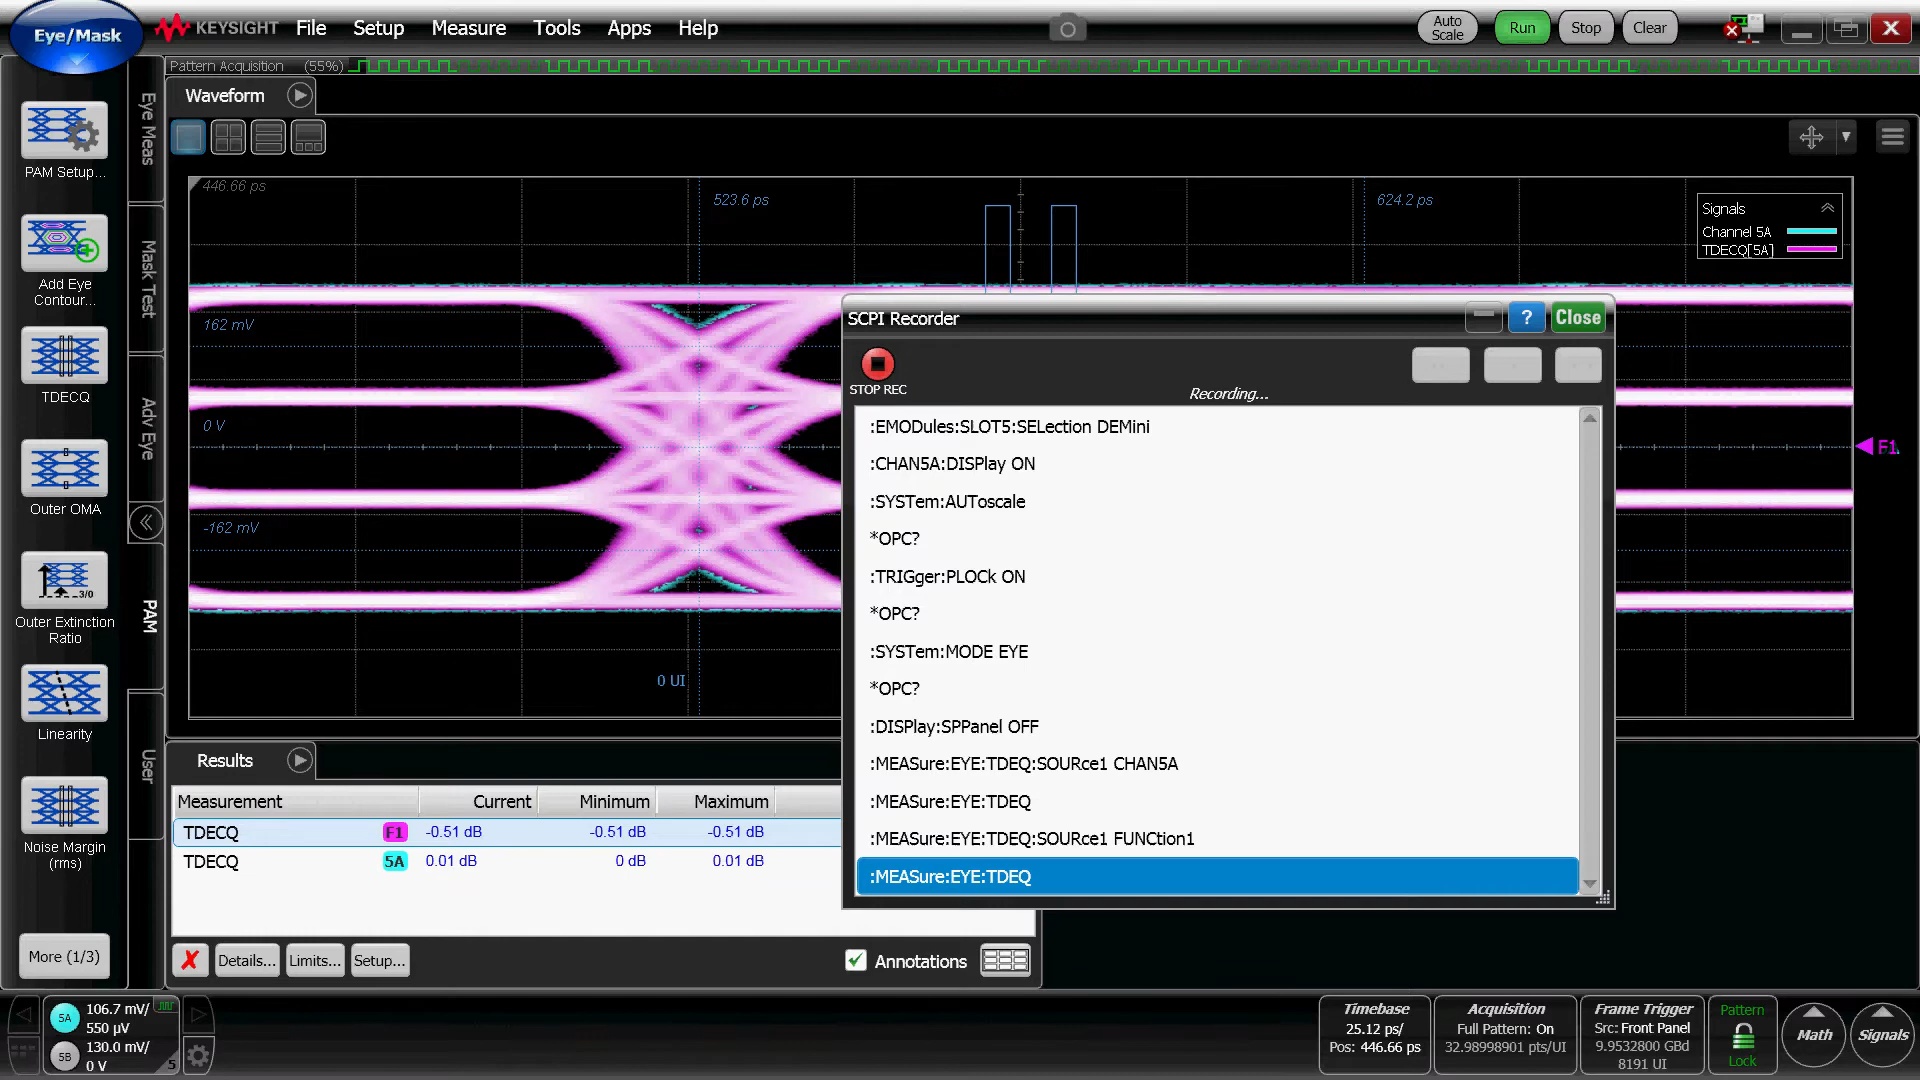 Eye/Mask
KEYSIGHT File Setup Measure Tools Apps Help
Auto Scale Run Stop Clear
Pattern Acquisition (55%)
Waveform
PAM Setup...
Add Eye
Contour...
TDECQ
Outer OMA
3/0
Outer Extinction
Ratio
Linearity
Noise Margin
(rms)
More (1/3)
Eye Meas
Mask Test
Adv Eye
PAM
User
446.66 ps
523.6 ps
624.2 ps
162 mV
0 V
-162 mV
0 UI
Signals
Channel 5A
TDECQ[5A]
F1
SCPI Recorder
? Close
STOP REC
Recording...
:EMODules:SLOT5:SELection DEMini
:CHAN5A:DISPlay ON
:SYSTem:AUToscale
*OPC?
:TRIGger:PLOCk ON
*OPC?
:SYSTem:MODE EYE
*OPC?
:DISPlay:SPPanel OFF
:MEASure:EYE:TDEQ:SOURce1 CHAN5A
:MEASure:EYE:TDEQ
:MEASure:EYE:TDEQ:SOURce1 FUNCtion1
:MEASure:EYE:TDEQ
Results
Measurement Current Minimum Maximum
TDECQ F1 -0.51 dB -0.51 dB -0.51 dB
TDECQ 5A 0.01 dB 0 dB 0.01 dB
Details... Limits... Setup...
Annotations
5A 106.7 mV/
550 µV
5B 130.0 mV/
0 V
5
Timebase
25.12 ps/
Pos: 446.66 ps
Acquisition
Full Pattern: On
32.98998901 pts/UI
Frame Trigger
Src: Front Panel
9.9532800 GBd
8191 UI
Pattern
Lock
Math
Signals